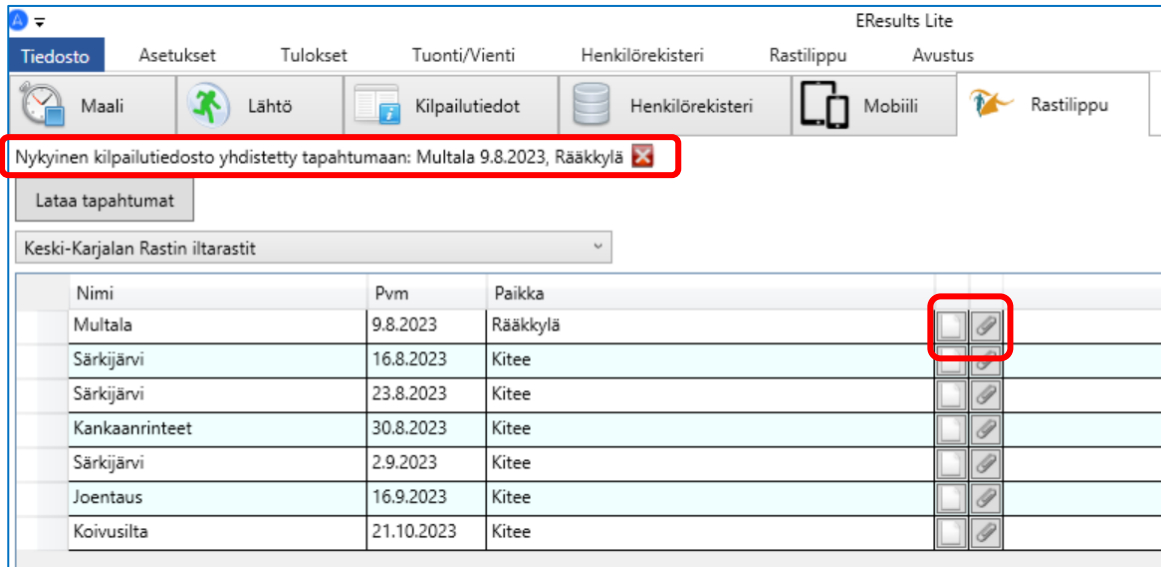 EResults Lite
Tiedosto Asetukset Tulokset Tuonti/Vienti Henkilörekisteri Rastilippu Avustus
Maali Lähtö Kilpailutiedot Henkilörekisteri Mobiili Rastilippu
Nykyinen kilpailutiedosto yhdistetty tapahtumaan: Multala 9.8.2023, Rääkkylä
Lataa tapahtumat
Keski-Karjalan Rastin iltarastit
Nimi Pvm Paikka
Multala 9.8.2023 Rääkkylä
Särkijärvi 16.8.2023 Kitee
Särkijärvi 23.8.2023 Kitee
Kankaanrinteet 30.8.2023 Kitee
Särkijärvi 2.9.2023 Kitee
Joentaus 16.9.2023 Kitee
Koivusilta 21.10.2023 Kitee